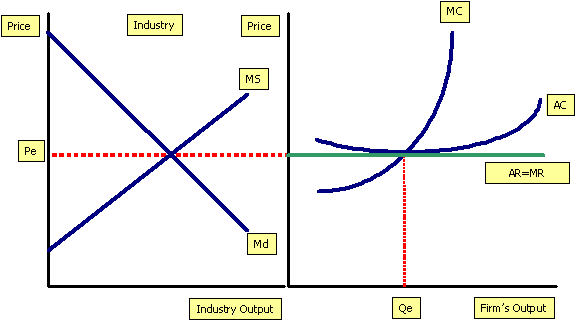 Price
Industry
Price
MC
MS
AC
Pe
AR=MR
Md
Industry Output
Qe
Firm's Output